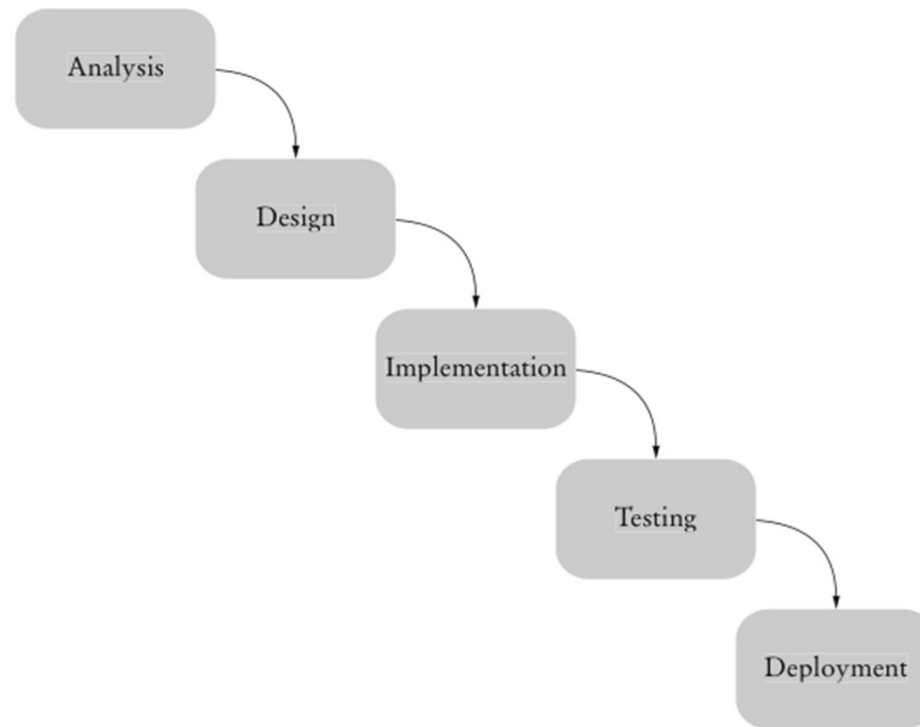 Analysis
Design
Implementation
Testing
Deployment